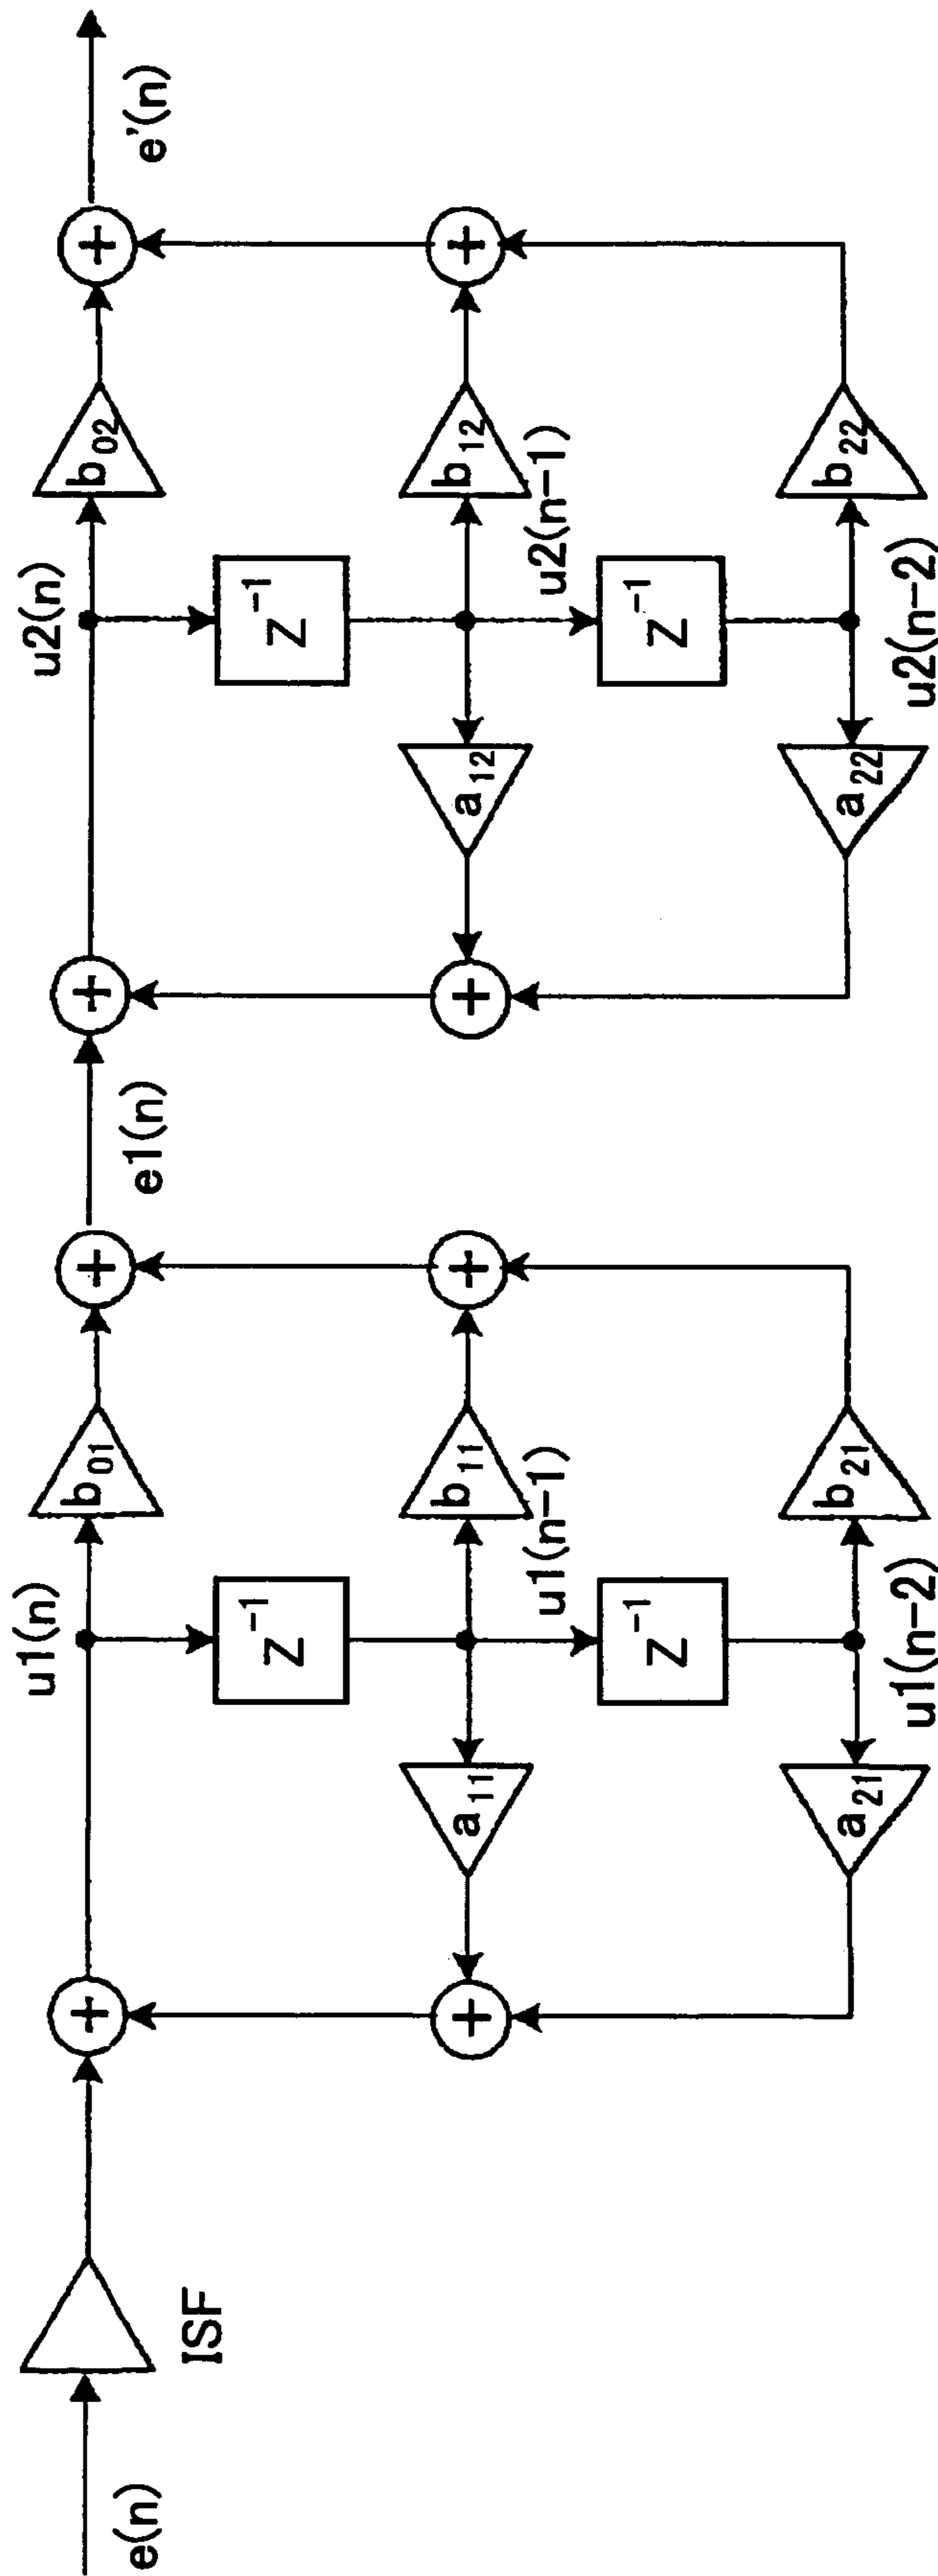 e(n)
ISF
+
u1(n)
b01
+
e1(n)
+
u2(n)
b02
+
e'(n)
Z-1
Z-1
+
a11
b11
+
u1(n-1)
+
a12
b12
+
u2(n-1)
Z-1
Z-1
a21
b21
u1(n-2)
a22
b22
u2(n-2)